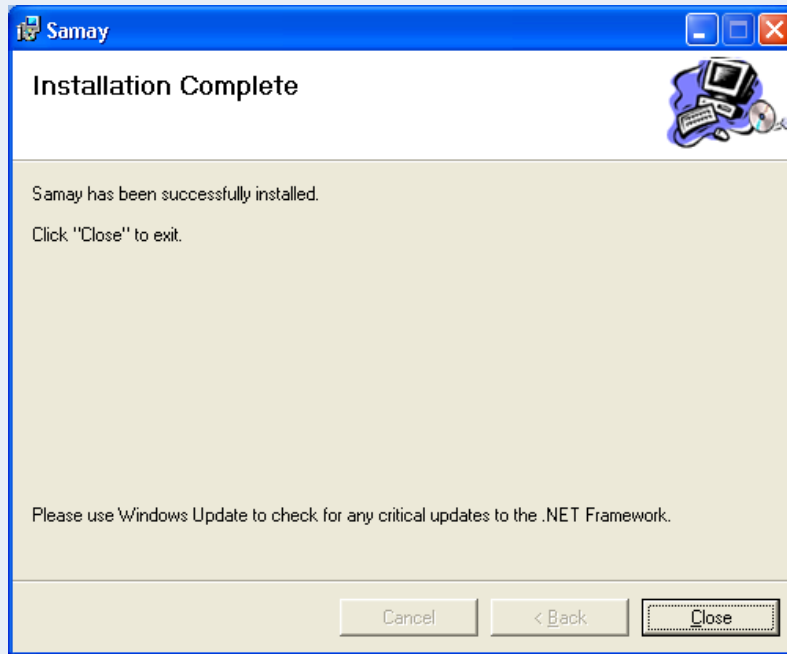 Samay
Installation Complete
Samay has been successfully installed.
Click "Close" to exit.
Please use Windows Update to check for any critical updates to the .NET Framework.
Cancel
< Back
Close